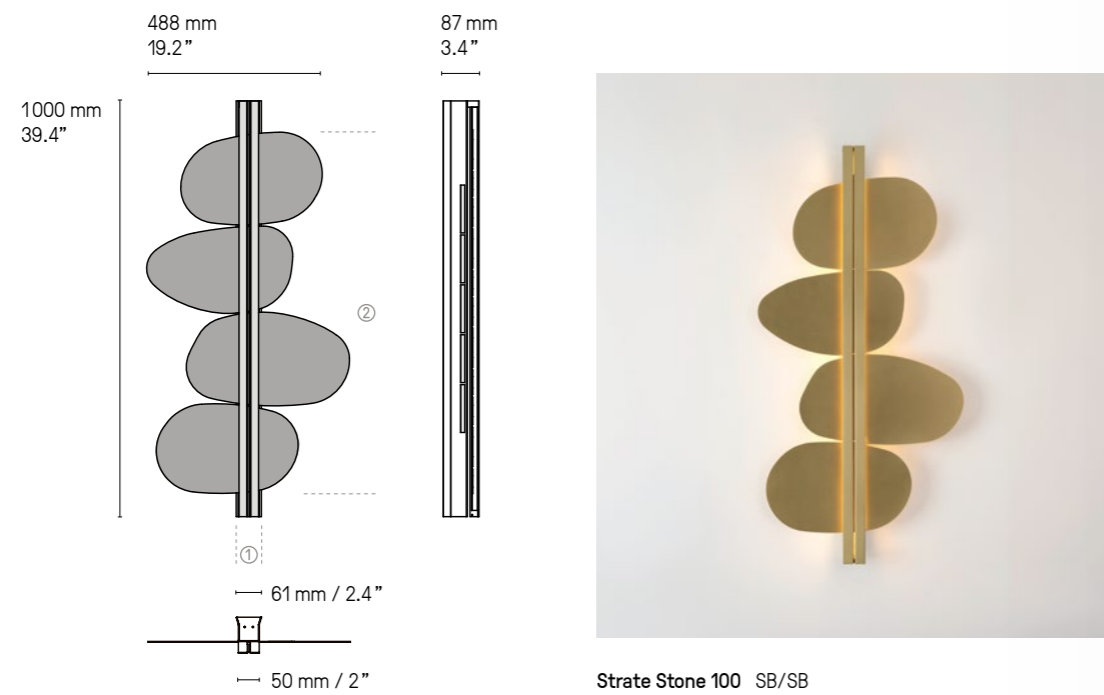 488 mm
19.2”
87 mm
3.4”
1000 mm
39.4”
②
①
61 mm / 2.4”
50 mm / 2”
Strate Stone 100 SB/SB